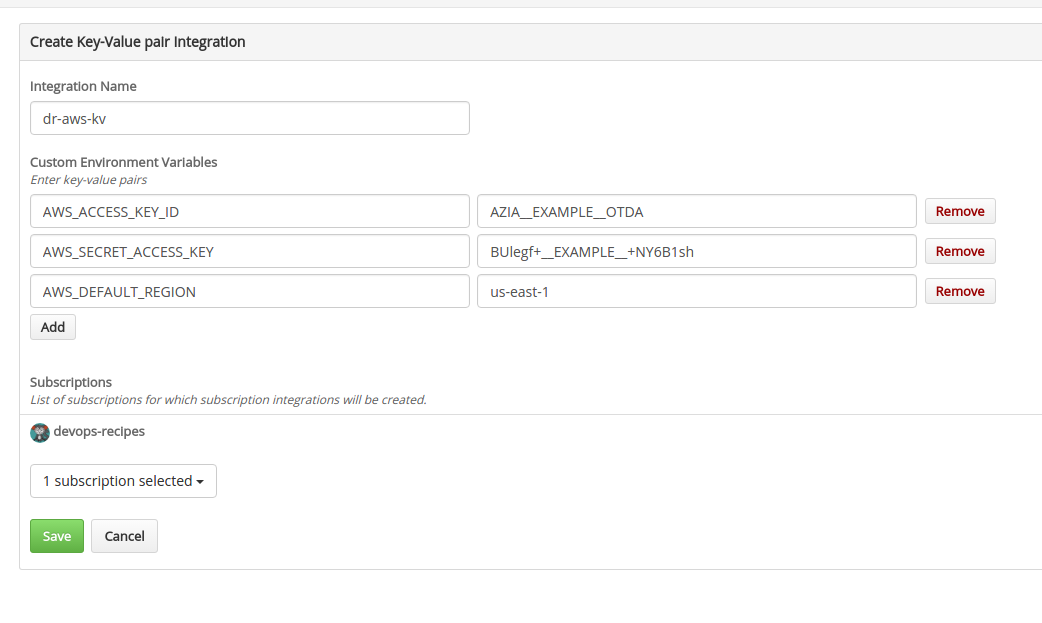 Create Key-Value pair Integration
Integration Name
dr-aws-kv
Custom Environment Variables
Enter key-value pairs
AWS_ACCESS_KEY_ID AZIA__EXAMPLE__OTDA Remove
AWS_SECRET_ACCESS_KEY BUlegf+__EXAMPLE__+NY6B1sh Remove
AWS_DEFAULT_REGION us-east-1 Remove
Add
Subscriptions
List of subscriptions for which subscription integrations will be created.
devops-recipes
1 subscription selected
Save Cancel